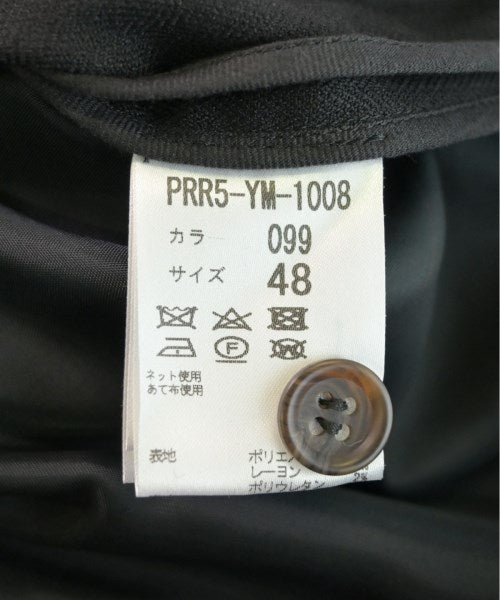 PRR5-YM-1008
カラ 099
サイズ 48
ネット使用
あて布使用
表地 ポリエ
レーヨン
ポリウレタン 2%